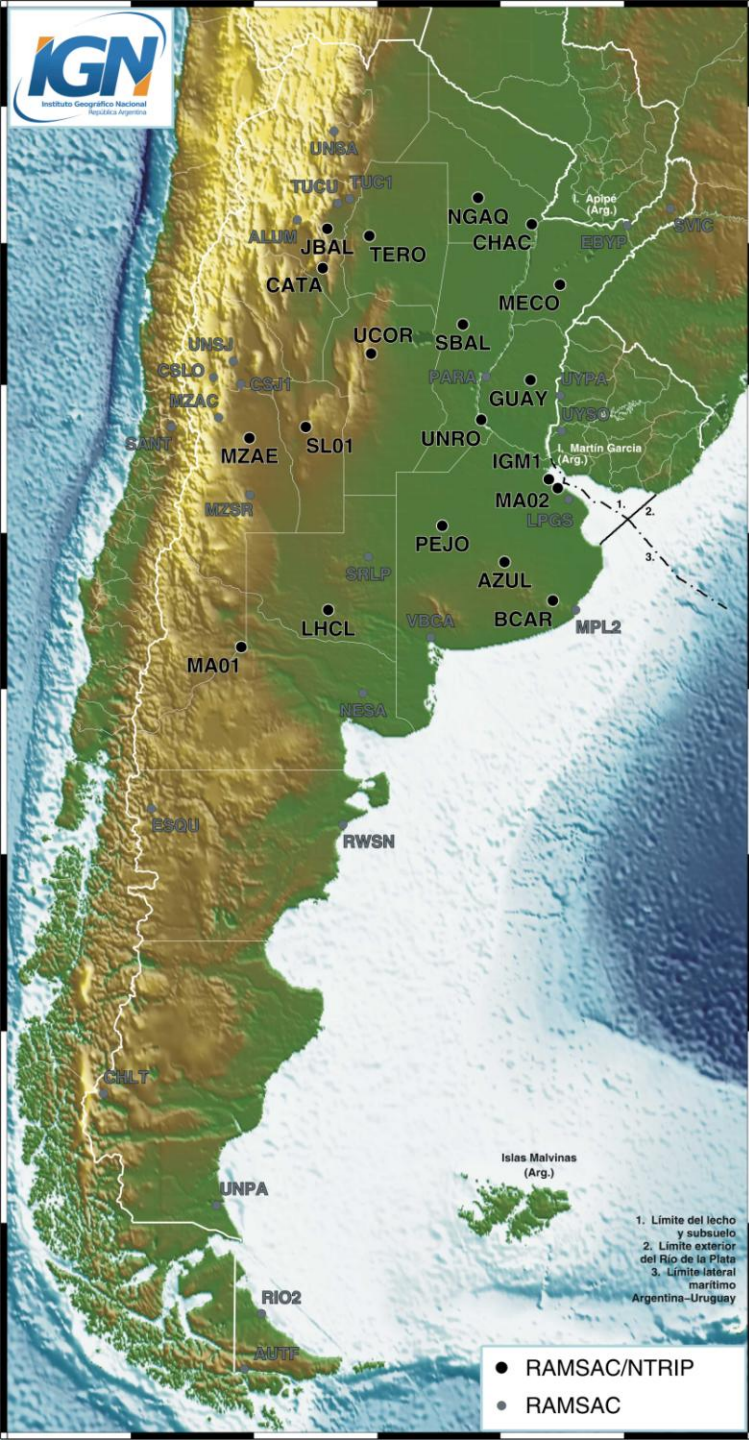 IGN
Instituto Geográfico Nacional
República Argentina
UNSA
TUCU
TUC1
NGAQ
I. Apipé
(Arg.)
SVIC
ALUM
JBAL
TERO
CHAC
EBYP
CATA
MECO
UCOR
SBAL
UNSJ
CSLO
CSJ1
PARA
UYPA
MZAC
GUAY
UYSO
SANT
MZAE
SL01
UNRO
I. Martín García
(Arg.)
IGM1
MZSR
MA02
LPGS
1.
2.
3.
PEJO
SRLP
AZUL
LHCL
VBCA
BCAR
MPL2
MA01
NESA
ESQU
RWSN
CHLT
Islas Malvinas
(Arg.)
UNPA
1. Límite del lecho
y subsuelo
2. Límite exterior
del Río de la Plata
3. Límite lateral
marítimo
Argentina–Uruguay
RIO2
AUTF
RAMSAC/NTRIP
RAMSAC